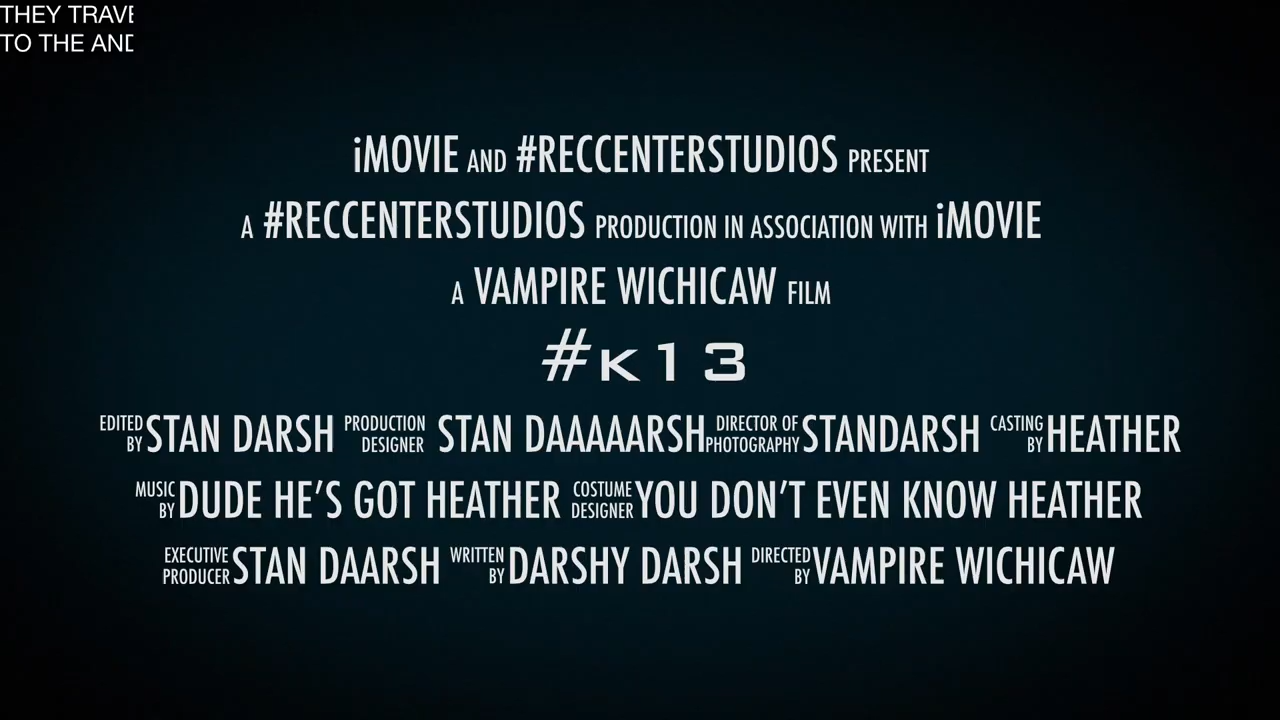 THEY TRAVE
TO THE AND
iMOVIE AND #RECCENTERSTUDIOS PRESENT
A #RECCENTERSTUDIOS PRODUCTION IN ASSOCIATION WITH iMOVIE
A VAMPIRE WICHICAW FILM
#K13
EDITED BY STAN DARSH PRODUCTION DESIGNER STAN DAAAAARSH DIRECTOR OF PHOTOGRAPHY STANDARSH CASTING BY HEATHER
MUSIC BY DUDE HE'S GOT HEATHER COSTUME DESIGNER YOU DON'T EVEN KNOW HEATHER
EXECUTIVE PRODUCER STAN DAARSH WRITTEN BY DARSHY DARSH DIRECTED BY VAMPIRE WICHICAW